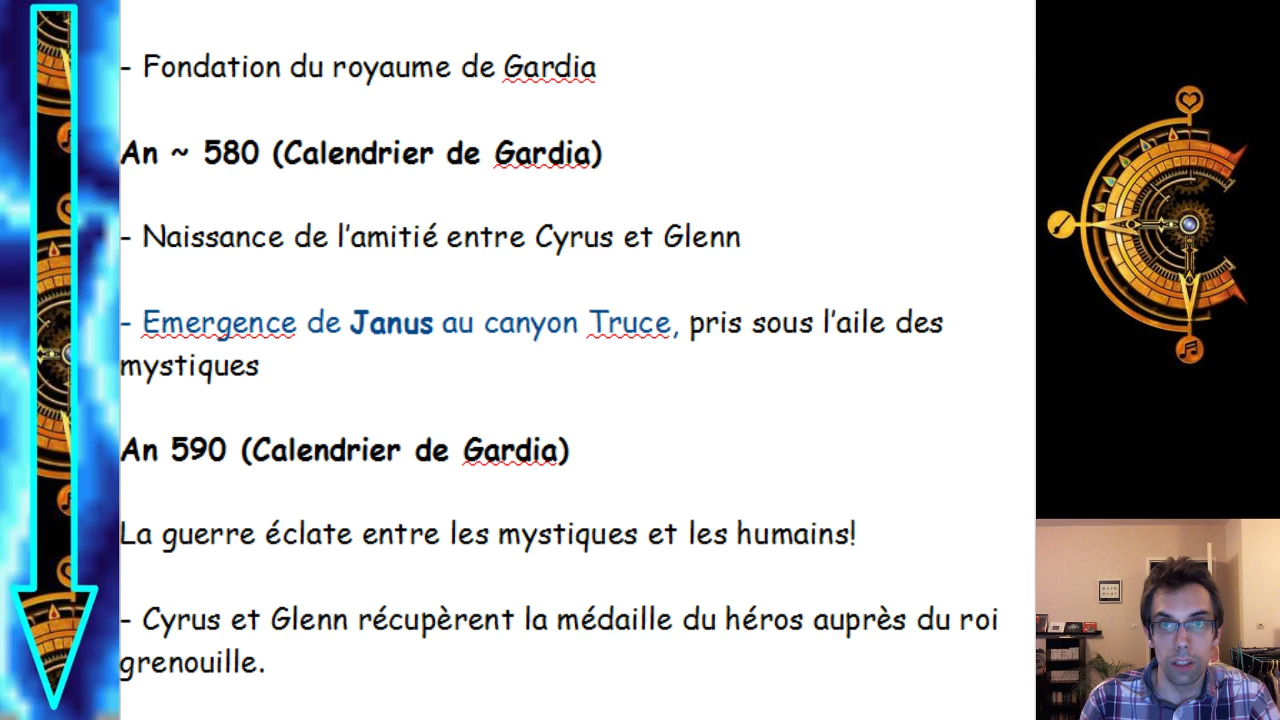 - Fondation du royaume de Gardia
An ~ 580 (Calendrier de Gardia)
- Naissance de l’amitié entre Cyrus et Glenn
- Emergence de Janus au canyon Truce, pris sous l’aile des
mystiques
An 590 (Calendrier de Gardia)
La guerre éclate entre les mystiques et les humains!
- Cyrus et Glenn récupèrent la médaille du héros auprès du roi
grenouille.